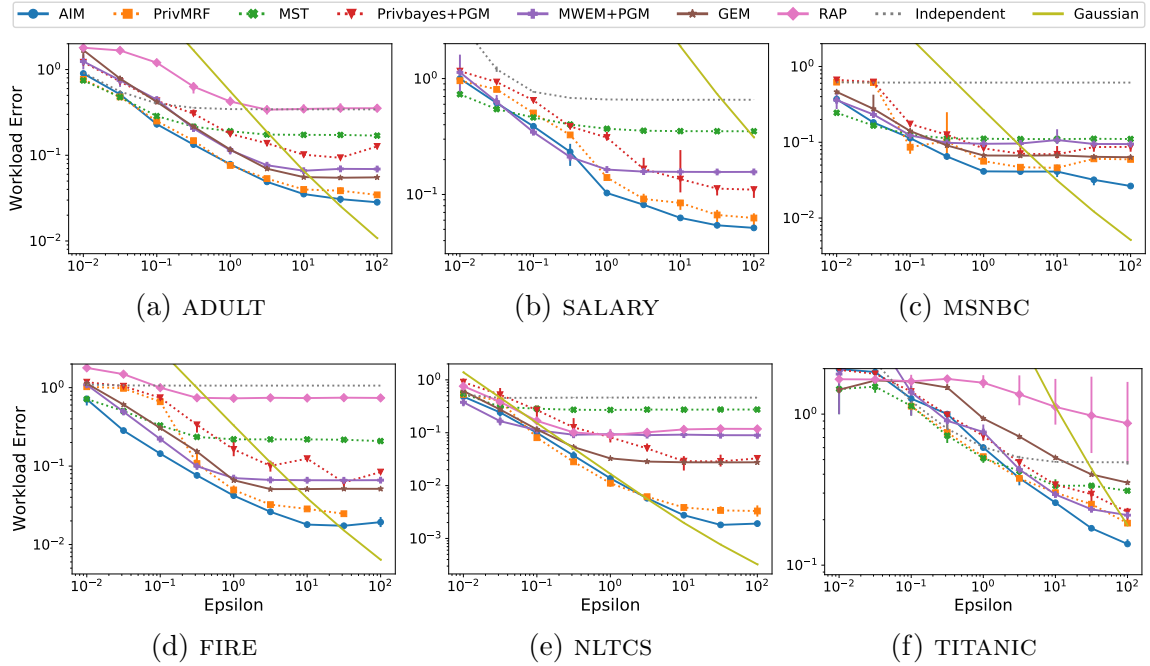 AIM PrivMRF MST Privbayes+PGM MWEM+PGM GEM RAP Independent Gaussian
Workload Error
10^0
10^-1
10^-2
10^-2 10^-1 10^0 10^1 10^2
(a) ADULT
10^0
10^-1
10^-2 10^-1 10^0 10^1 10^2
(b) SALARY
10^0
10^-1
10^-2
10^-2 10^-1 10^0 10^1 10^2
(c) MSNBC
Workload Error
10^0
10^-1
10^-2
10^-2 10^-1 10^0 10^1 10^2
Epsilon
(d) FIRE
10^0
10^-1
10^-2
10^-3
10^-2 10^-1 10^0 10^1 10^2
Epsilon
(e) NLTCS
10^0
10^-1
10^-2 10^-1 10^0 10^1 10^2
Epsilon
(f) TITANIC